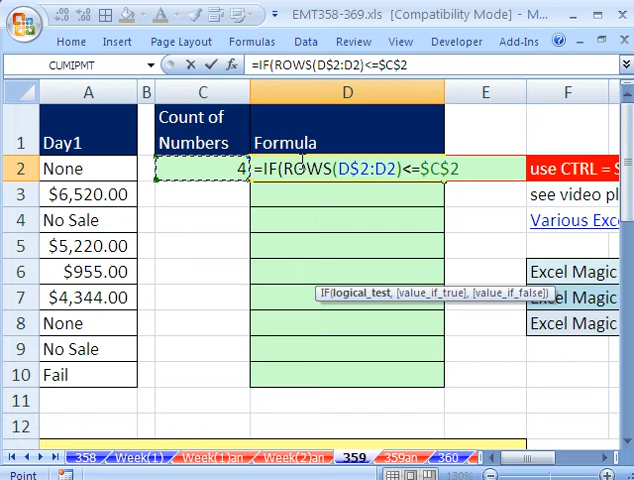 EMT358-369.xls [Compatibility Mode] - M...
Home Insert Page Layout Formulas Data Review View Developer Add-Ins
CUMIPMT =IF(ROWS(D$2:D2)<=$C$2
A B C D E F
1 Day1 Count of Numbers Formula
2 None 4 =IF(ROWS(D$2:D2)<=$C$2 use CTRL =
3 $6,520.00 see video pl
4 No Sale Various Exc
5 $5,220.00
6 $955.00 Excel Magic
7 $4,344.00 IF(logical_test, [value_if_true], [value_if_false]) Excel Magic
8 None Excel Magic
9 No Sale
10 Fail
11
12
358 Week(1) Week(1)an Week(2)an 359 359an 360
Point 130%